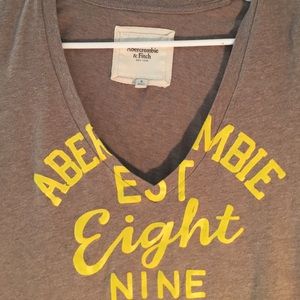 Abercrombie
& Fitch
ABER MBIE
EST
Eight
NINE